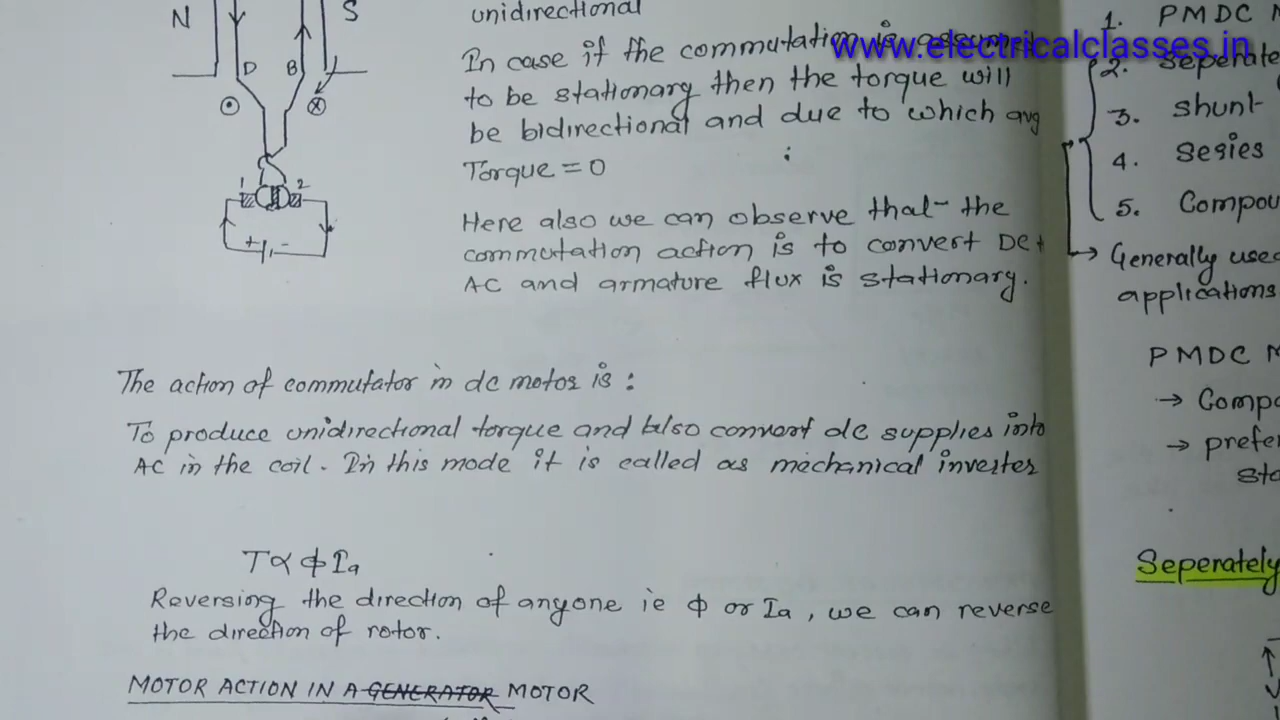 N
S
D
B
1
2
+
-
unidirectional
In case if the commutation is
to be stationary then the torque will
be bidirectional and due to which avg
Torque = 0
Here also we can observe that the
commutation action is to convert DC
AC and armature flux is stationary.
The action of commutator in dc motor is :
To produce unidirectional torque and also convert dc supplies into
AC in the coil. In this mode it is called as mechanical inverter
T ∝ ϕ Ia
Reversing the direction of anyone ie ϕ or Ia, we can reverse
the direction of rotor.
MOTOR ACTION IN A GENERATOR MOTOR
www.electricalclasses.in
1. PMDC M
2. Seperate
3. Shunt
4. Series
5. Compou
→ Generally used
applications
PMDC M
→ Compa
→ prefer
sta
Seperately